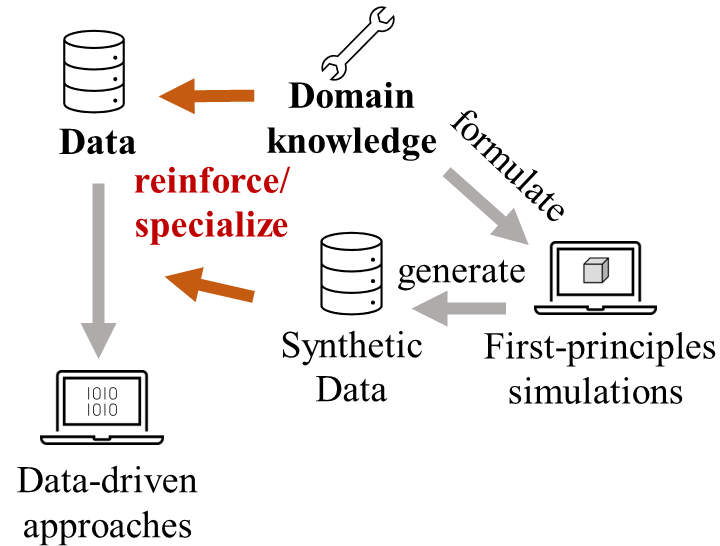 Domain
knowledge
Data
formulate
reinforce/
specialize
generate
Synthetic
Data
First-principles
simulations
1010
1010
Data-driven
approaches